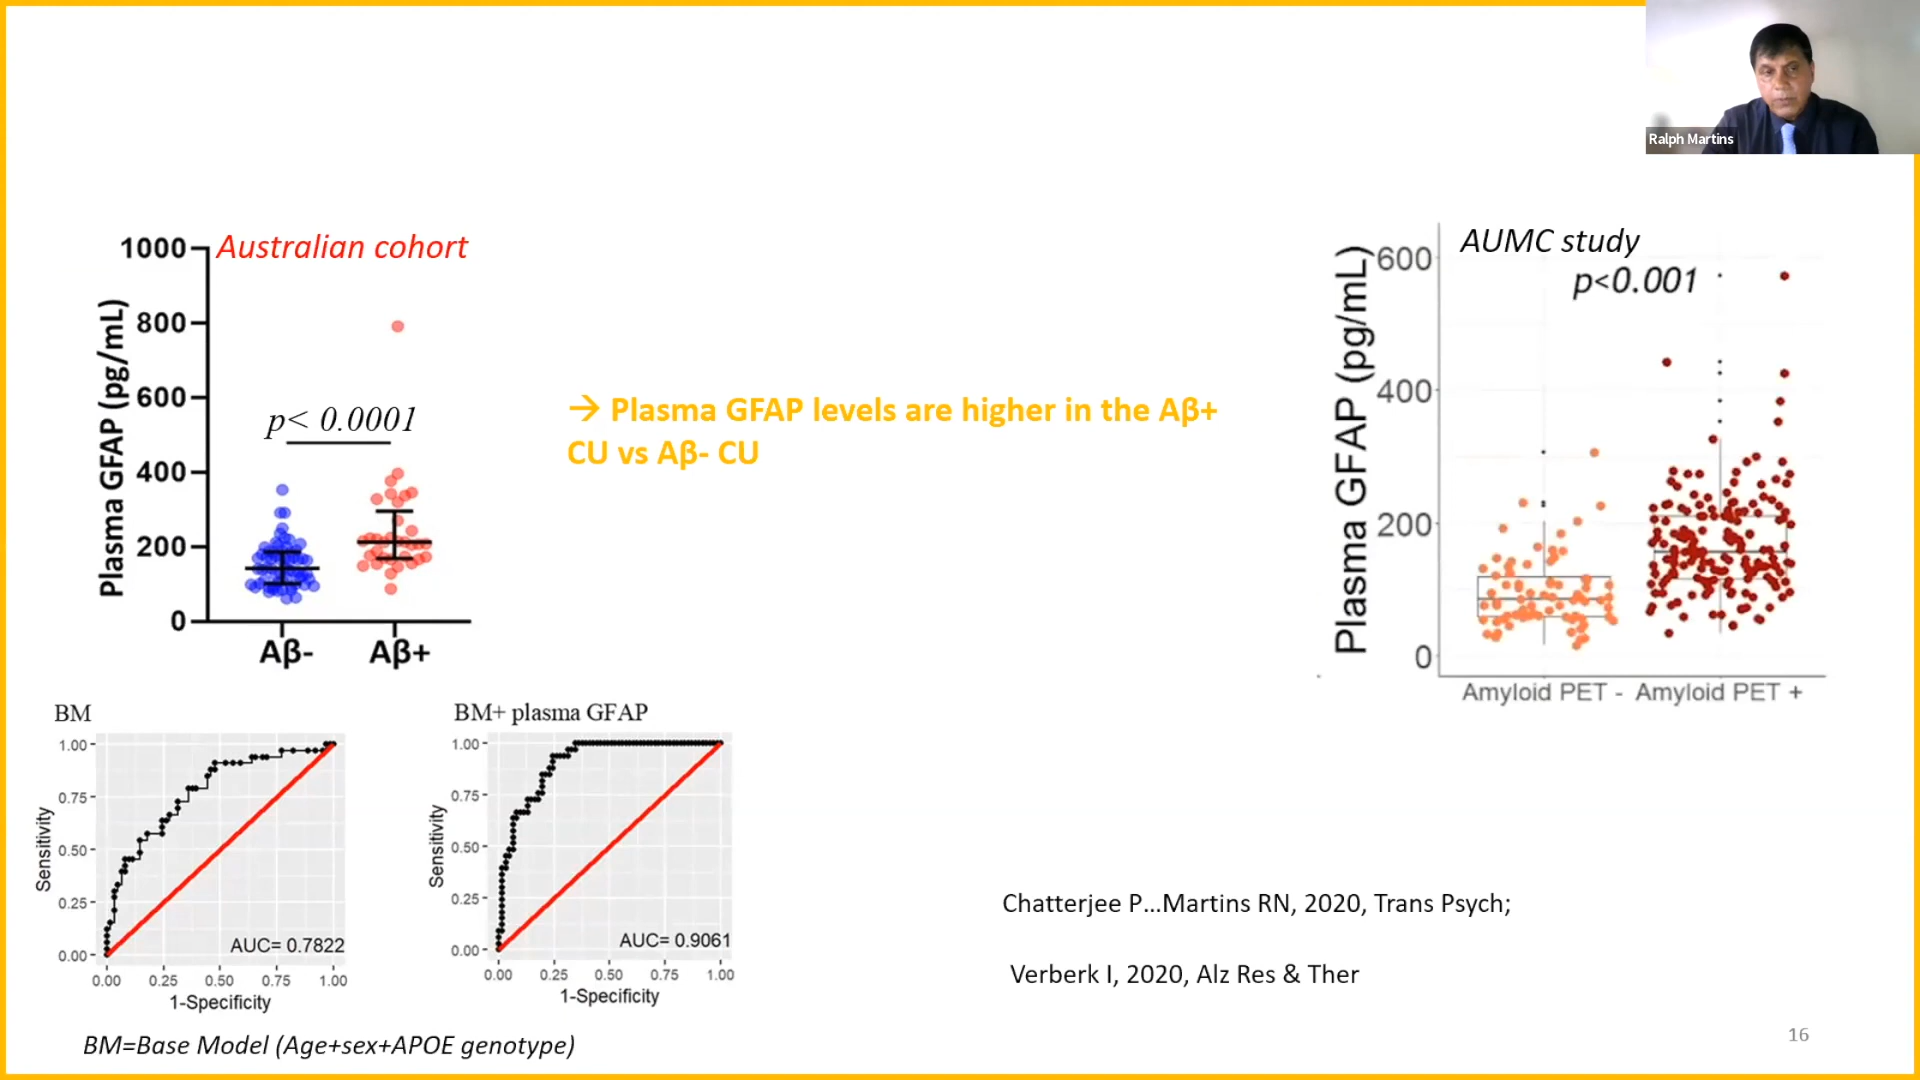 Ralph Martins
Australian cohort
1000
800
600
400
200
0
Plasma GFAP (pg/mL)
p< 0.0001
Aβ-
Aβ+
→ Plasma GFAP levels are higher in the Aβ+
CU vs Aβ- CU
AUMC study
p<0.001
600
400
200
0
Plasma GFAP (pg/mL)
Amyloid PET -
Amyloid PET +
BM
1.00
0.75
0.50
0.25
0.00
Sensitivity
AUC= 0.7822
0.00 0.25 0.50 0.75 1.00
1-Specificity
BM+ plasma GFAP
1.00
0.75
0.50
0.25
0.00
Sensitivity
AUC= 0.9061
0.00 0.25 0.50 0.75 1.00
1-Specificity
BM=Base Model (Age+sex+APOE genotype)
Chatterjee P...Martins RN, 2020, Trans Psych;
Verberk I, 2020, Alz Res & Ther
16